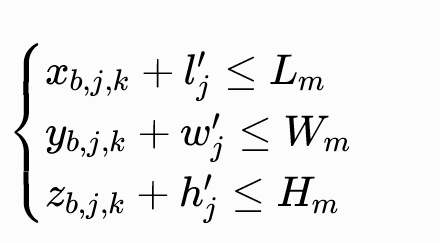 x_{b,j,k} + l'_j ≤ L_m
y_{b,j,k} + w'_j ≤ W_m
z_{b,j,k} + h'_j ≤ H_m